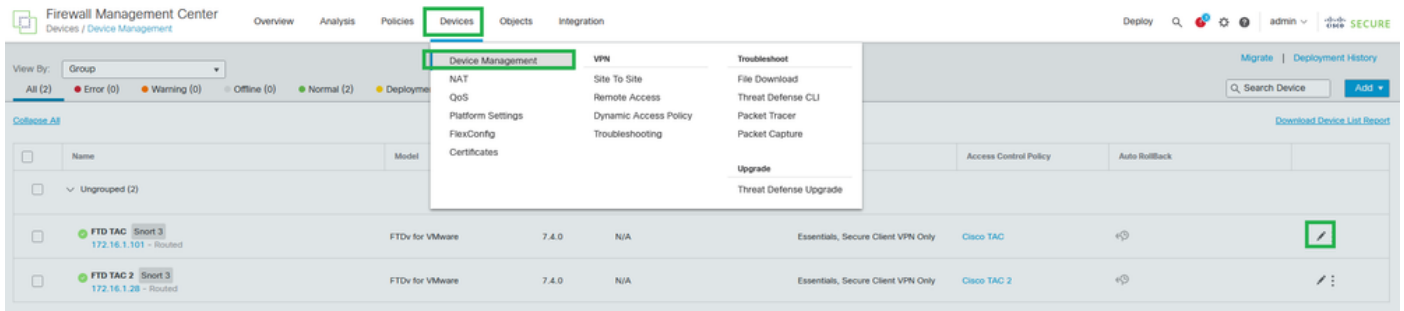 Firewall Management Center
Devices / Device Management
Overview Analysis Policies Devices Objects Integration Deploy admin SECURE
Device Management VPN Troubleshoot
Migrate | Deployment History
View By: Group
NAT Site To Site File Download
All (2) Error (0) Warning (0) Offline (0) Normal (2) Search Device Add
QoS Remote Access Threat Defense CLI
Platform Settings Dynamic Access Policy Packet Tracer
Collapse All Download Device List Report
FlexConfig Troubleshooting Packet Capture
Certificates
Name Model Access Control Policy Auto RollBack
Upgrade
Ungrouped (2) Threat Defense Upgrade
FTD TAC Snort 3
172.16.1.101 - Routed
FTDv for VMware 7.4.0 N/A Essentials, Secure Client VPN Only Cisco TAC
FTD TAC 2 Snort 3
172.16.1.28 - Routed
FTDv for VMware 7.4.0 N/A Essentials, Secure Client VPN Only Cisco TAC 2